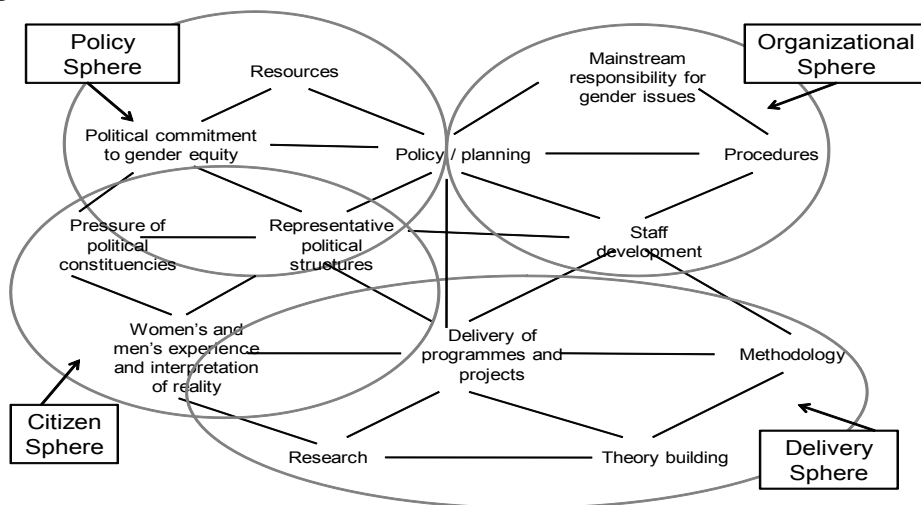 Policy
Sphere
Resources
Mainstream
responsibility for
gender issues
Organizational
Sphere
Political commitment
to gender equity
Policy / planning
Procedures
Pressure of
political
constituencies
Representative
political
structures
Staff
development
Women's and
men's experience
and interpretation
of reality
Delivery of
programmes and
projects
Methodology
Citizen
Sphere
Research
Theory building
Delivery
Sphere